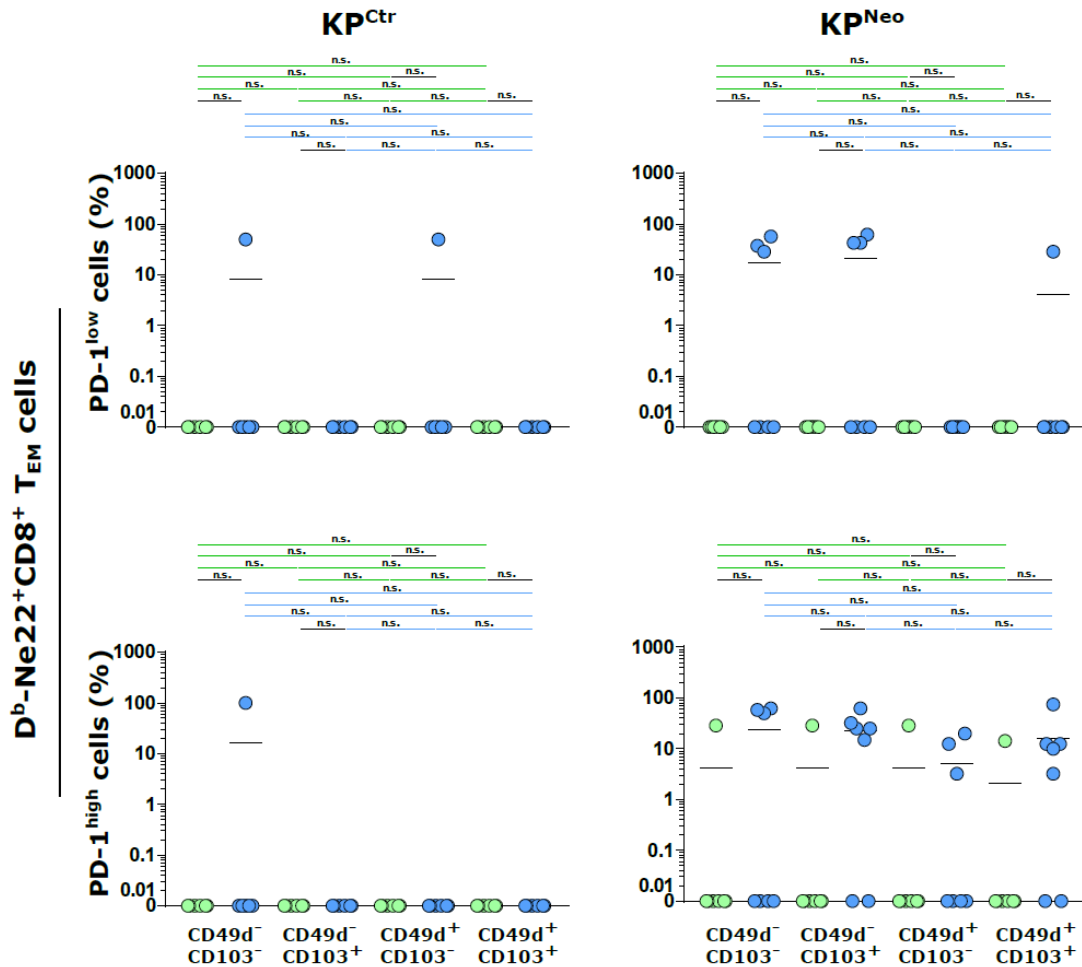 KP^Ctr KP^Neo
n.s. n.s.
n.s. n.s. n.s. n.s.
n.s. n.s. n.s. n.s.
n.s. n.s. n.s. n.s. n.s. n.s. n.s. n.s.
n.s. n.s.
n.s. n.s.
n.s. n.s. n.s. n.s.
n.s. n.s. n.s. n.s. n.s. n.s.
PD-1^low cells (%)
1000 1000
100 100
10 10
1 1
0.1 0.1
0.01 0.01
0 0
D^b-Ne22^+CD8^+ T_EM cells
n.s. n.s.
n.s. n.s. n.s. n.s.
n.s. n.s. n.s. n.s.
n.s. n.s. n.s. n.s. n.s. n.s. n.s. n.s.
n.s. n.s.
n.s. n.s.
n.s. n.s. n.s. n.s.
n.s. n.s. n.s. n.s. n.s. n.s.
PD-1^high cells (%)
1000 1000
100 100
10 10
1 1
0.1 0.1
0.01 0.01
0 0
CD49d^- CD49d^- CD49d^+ CD49d^+ CD49d^- CD49d^- CD49d^+ CD49d^+
CD103^- CD103^+ CD103^- CD103^+ CD103^- CD103^+ CD103^- CD103^+